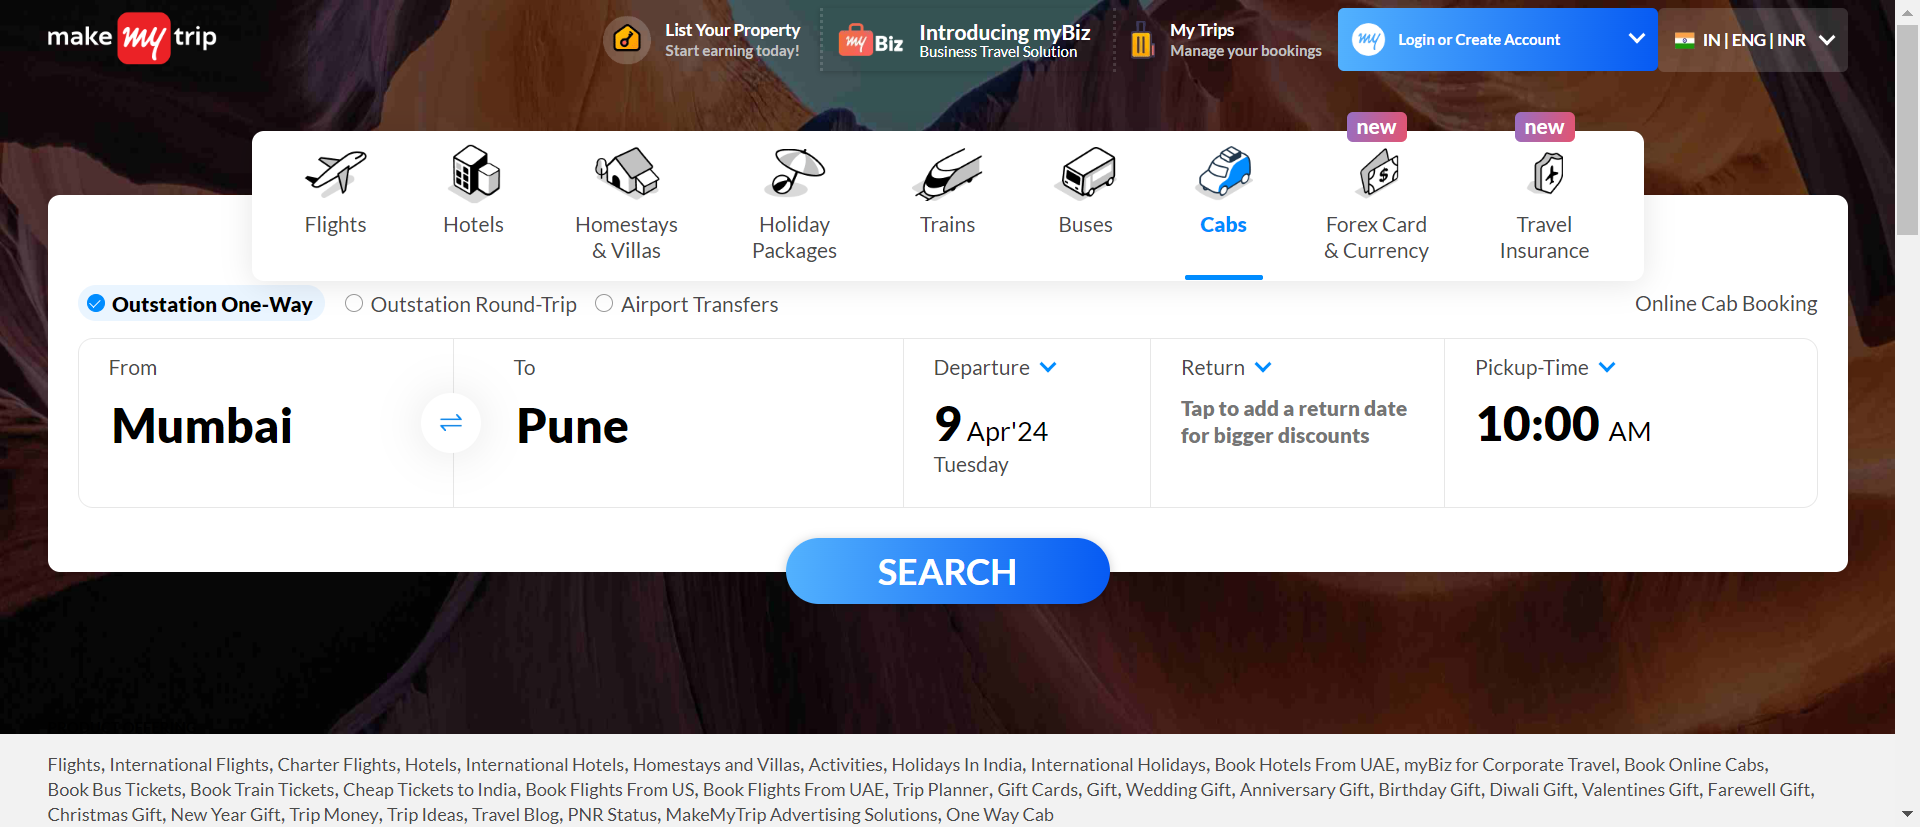 make my trip
List Your Property
Start earning today!
my Biz
Introducing myBiz
Business Travel Solution
My Trips
Manage your bookings
my
Login or Create Account
IN | ENG | INR
new
new
Flights
Hotels
Homestays
& Villas
Holiday
Packages
Trains
Buses
Cabs
Forex Card
& Currency
Travel
Insurance
Outstation One-Way
Outstation Round-Trip
Airport Transfers
Online Cab Booking
From
Mumbai
To
Pune
Departure
9 Apr'24
Tuesday
Return
Tap to add a return date
for bigger discounts
Pickup-Time
10:00 AM
SEARCH
Flights, International Flights, Charter Flights, Hotels, International Hotels, Homestays and Villas, Activities, Holidays In India, International Holidays, Book Hotels From UAE, myBiz for Corporate Travel, Book Online Cabs,
Book Bus Tickets, Book Train Tickets, Cheap Tickets to India, Book Flights From US, Book Flights From UAE, Trip Planner, Gift Cards, Gift, Wedding Gift, Anniversary Gift, Birthday Gift, Diwali Gift, Valentines Gift, Farewell Gift,
Christmas Gift, New Year Gift, Trip Money, Trip Ideas, Travel Blog, PNR Status, MakeMyTrip Advertising Solutions, One Way Cab